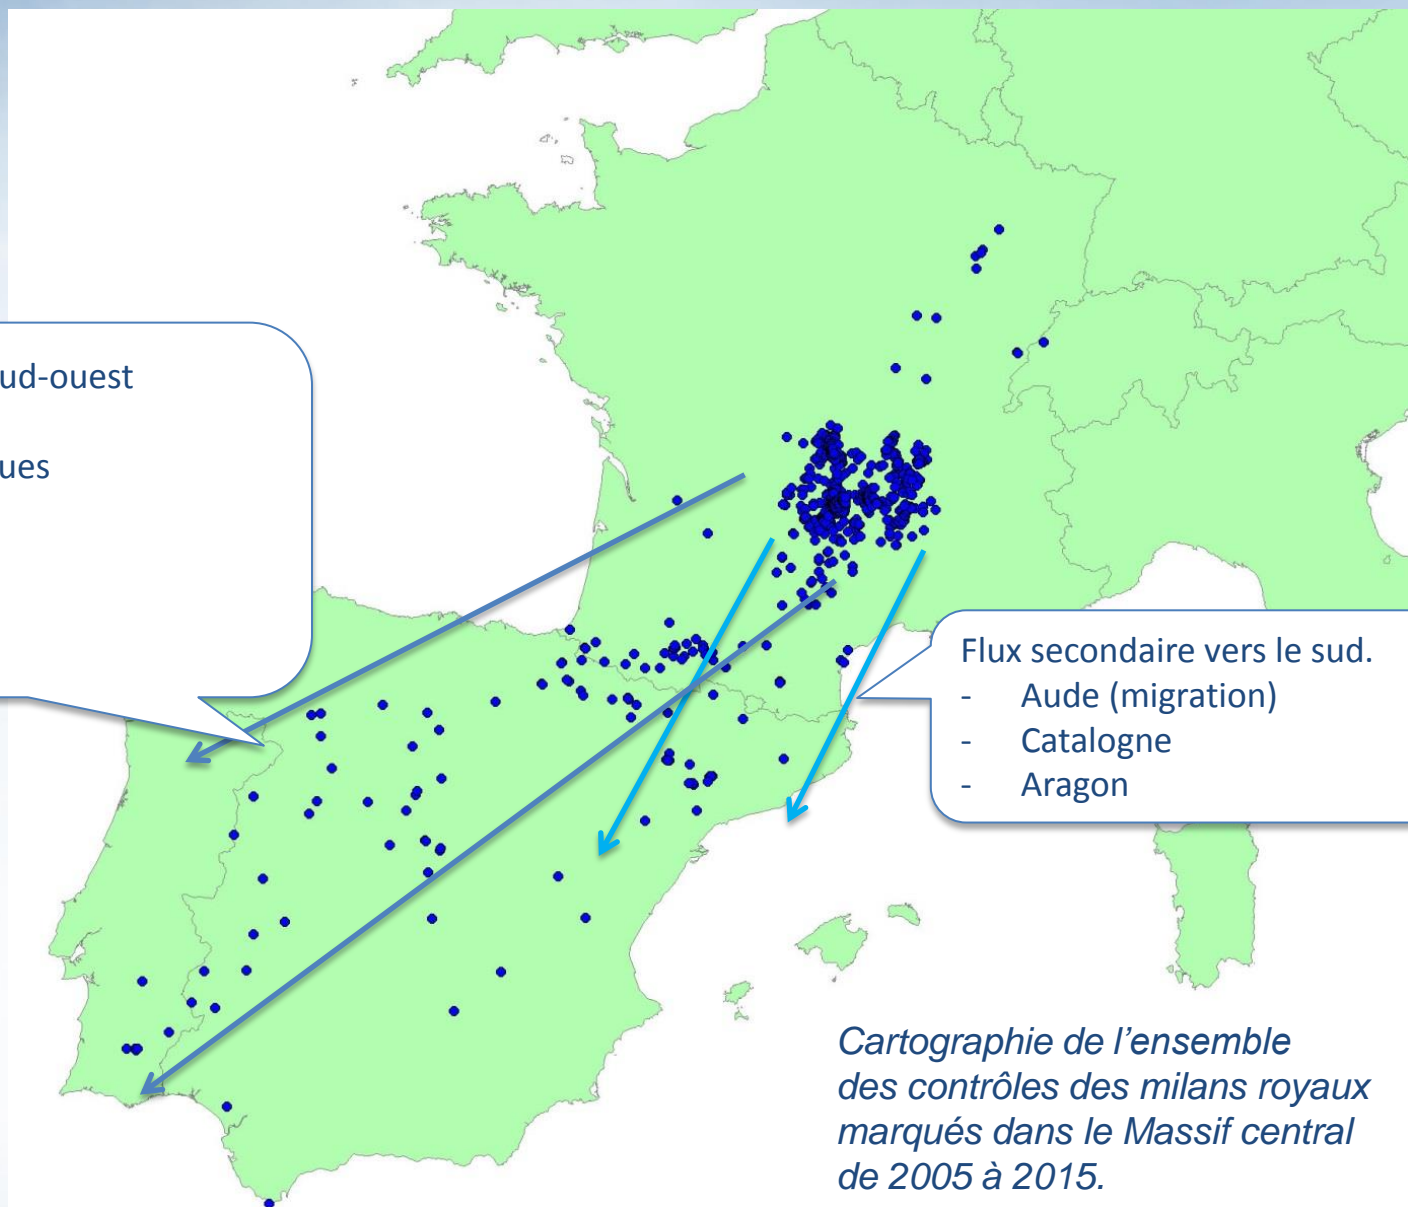 ud-ouest
ues
Flux secondaire vers le sud.
- Aude (migration)
- Catalogne
- Aragon
Cartographie de l'ensemble
des contrôles des milans royaux
marqués dans le Massif central
de 2005 à 2015.